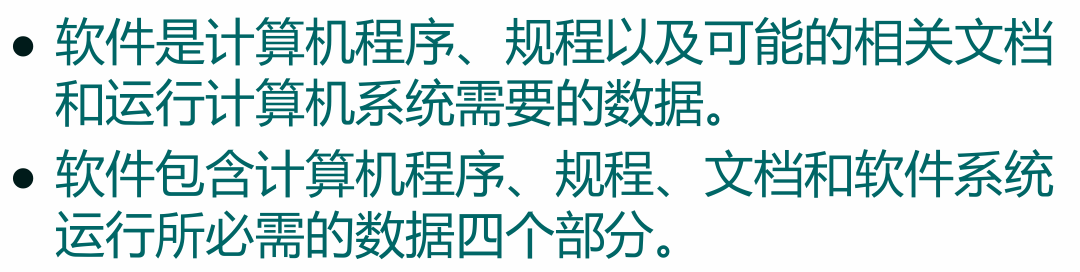 • 软件是计算机程序、规程以及可能的相关文档
和运行计算机系统需要的数据。
• 软件包含计算机程序、规程、文档和软件系统
运行所必需的数据四个部分。